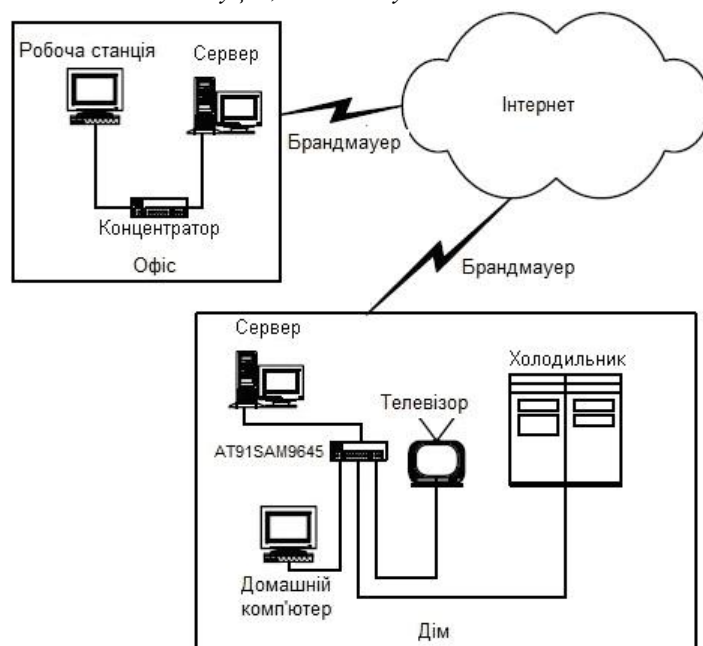 Робоча станція
Сервер
Інтернет
Брандмауер
Концентратор
Офіс
Брандмауер
Сервер
Холодильник
Телевізор
AT91SAM9645
Домашній
комп'ютер
Дім